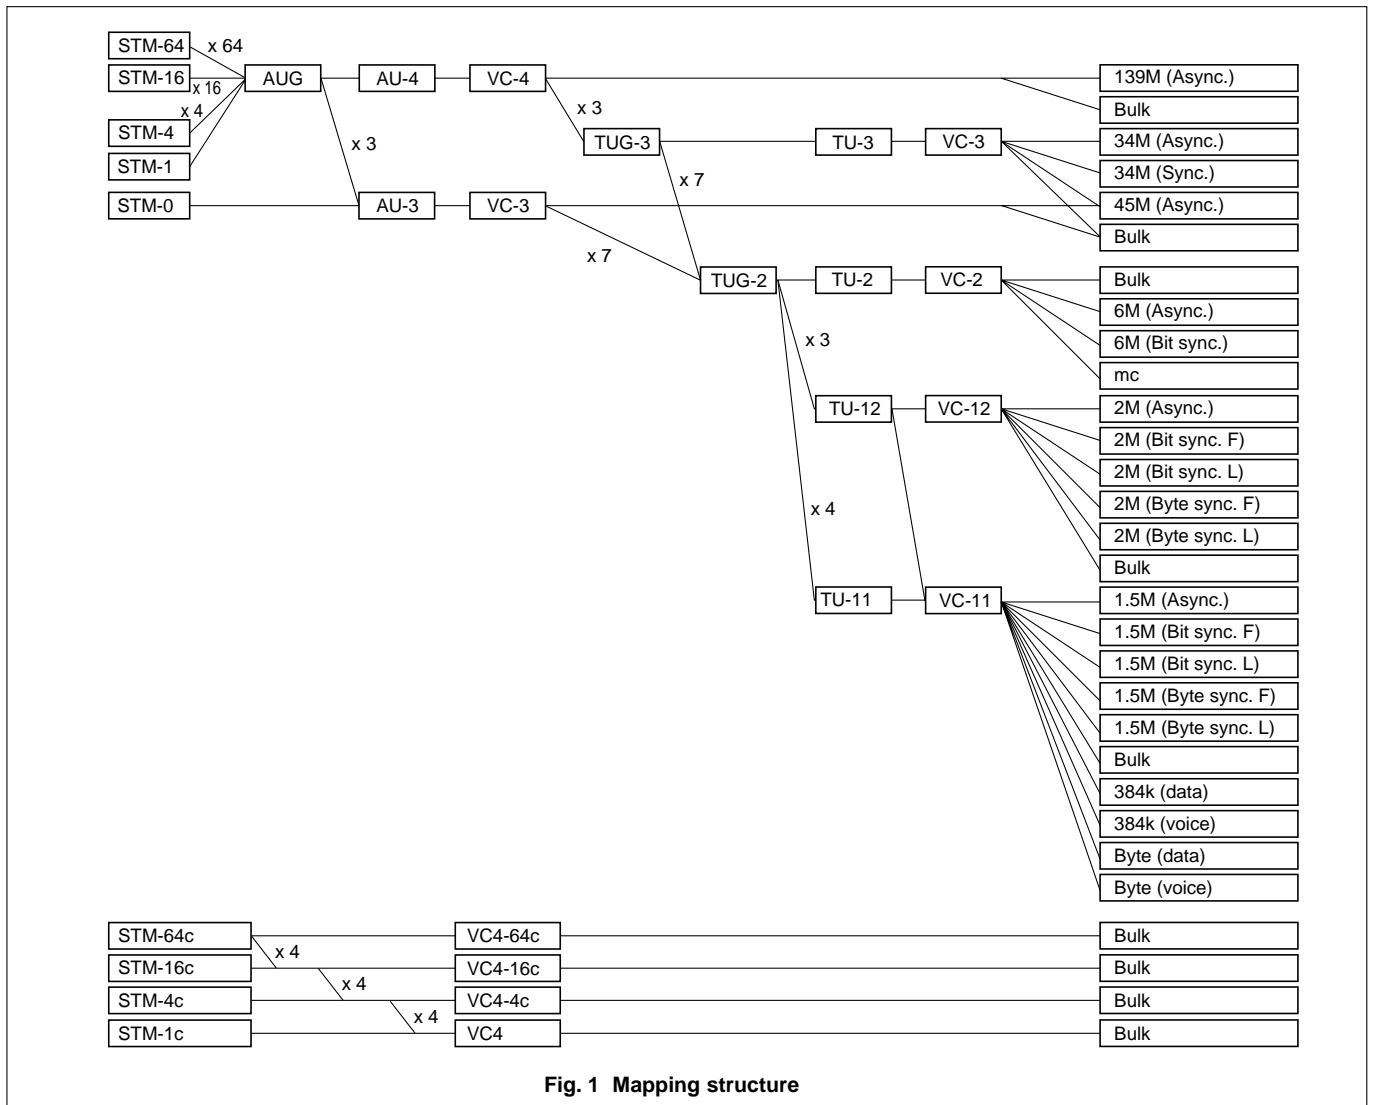 STM-64 x 64
STM-16 x 16 AUG AU-4 VC-4 139M (Async.)
x 4 x 3 Bulk
STM-4 x 3 TUG-3 TU-3 VC-3 34M (Async.)
STM-1 x 7 34M (Sync.)
STM-0 AU-3 VC-3 45M (Async.)
x 7 Bulk
TUG-2 TU-2 VC-2 Bulk
6M (Async.)
x 3 6M (Bit sync.)
mc
TU-12 VC-12 2M (Async.)
2M (Bit sync. F)
2M (Bit sync. L)
x 4 2M (Byte sync. F)
2M (Byte sync. L)
Bulk
TU-11 VC-11 1.5M (Async.)
1.5M (Bit sync. F)
1.5M (Bit sync. L)
1.5M (Byte sync. F)
1.5M (Byte sync. L)
Bulk
384k (data)
384k (voice)
Byte (data)
Byte (voice)
STM-64c VC4-64c Bulk
x 4
STM-16c VC4-16c Bulk
x 4
STM-4c VC4-4c Bulk
x 4
STM-1c VC4 Bulk
Fig. 1 Mapping structure